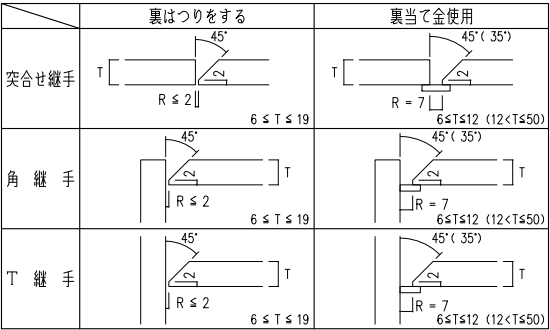 裏はつりをする
裏当て金使用
突合せ継手
45°
T
2
R ≦ 2
6 ≦ T ≦ 19
45°(35°)
T
2
R = 7
6≦T≦12 (12<T≦50)
角 継 手
45°
T
2
R ≦ 2
6 ≦ T ≦ 19
45°(35°)
T
2
R = 7
6≦T≦12 (12<T≦50)
T 継 手
45°
T
2
R ≦ 2
6 ≦ T ≦ 19
45°(35°)
T
2
R = 7
6≦T≦12 (12<T≦50)